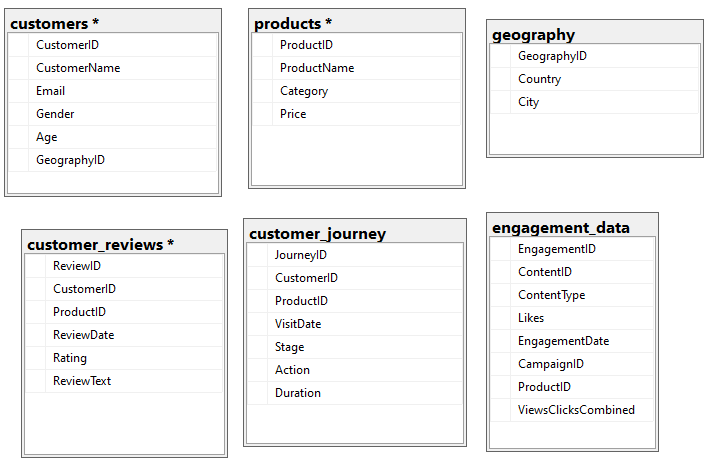 customers *
CustomerID
CustomerName
Email
Gender
Age
GeographyID
products *
ProductID
ProductName
Category
Price
geography
GeographyID
Country
City
customer_reviews *
ReviewID
CustomerID
ProductID
ReviewDate
Rating
ReviewText
customer_journey
JourneyID
CustomerID
ProductID
VisitDate
Stage
Action
Duration
engagement_data
EngagementID
ContentID
ContentType
Likes
EngagementDate
CampaignID
ProductID
ViewsClicksCombined